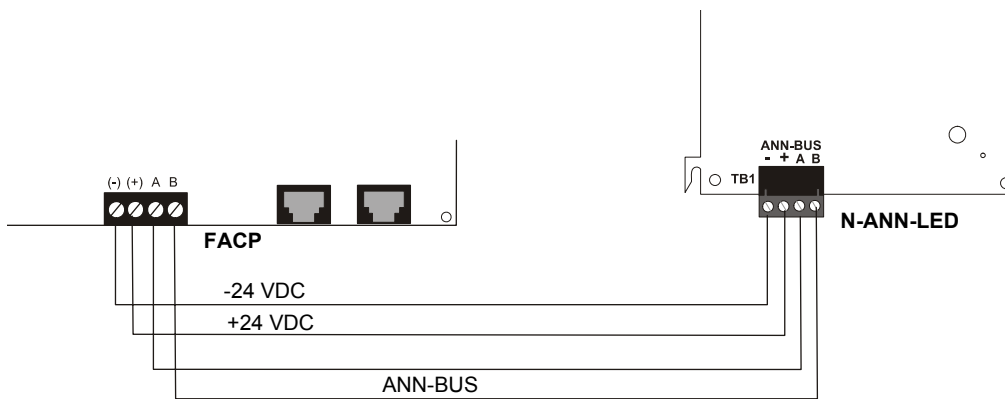 ANN-BUS
- + A B
TB1
(-) (+) A B
N-ANN-LED
FACP
-24 VDC
+24 VDC
ANN-BUS